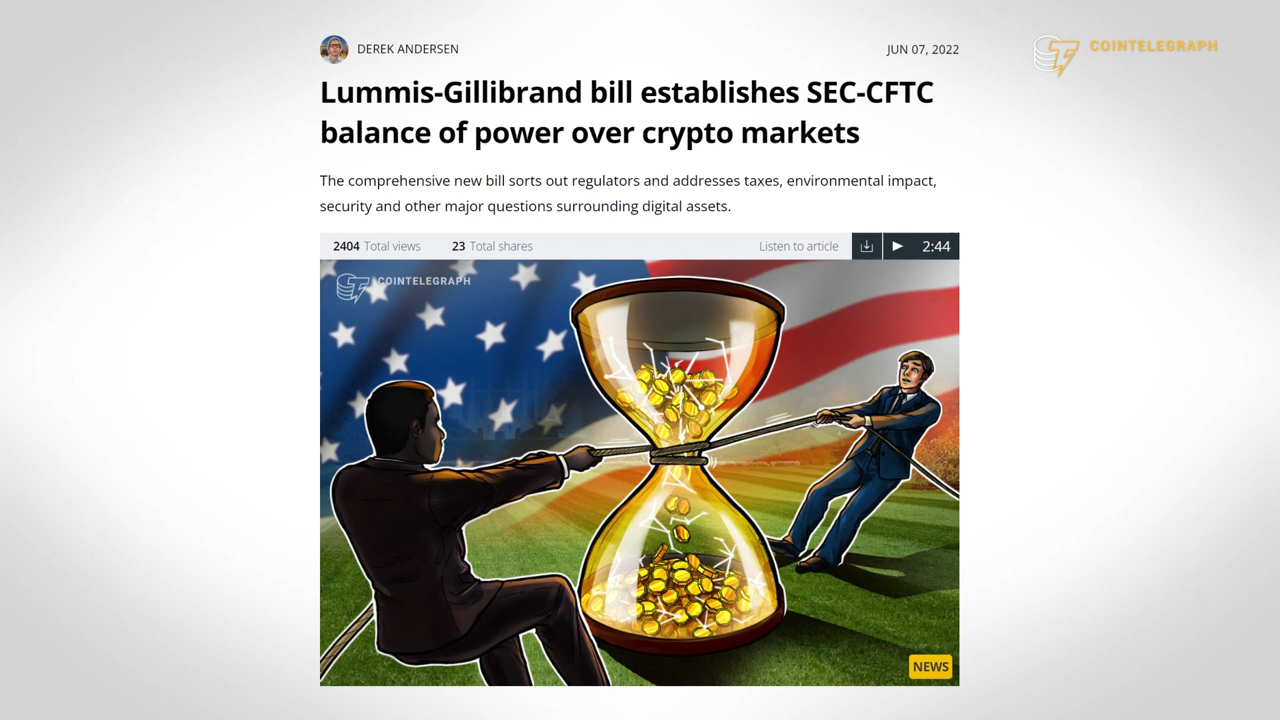 DEREK ANDERSEN
JUN 07, 2022
COINTELEGRAPH
Lummis-Gillibrand bill establishes SEC-CFTC
balance of power over crypto markets
The comprehensive new bill sorts out regulators and addresses taxes, environmental impact,
security and other major questions surrounding digital assets.
2404 Total views 23 Total shares Listen to article 2:44
COINTELEGRAPH
NEWS